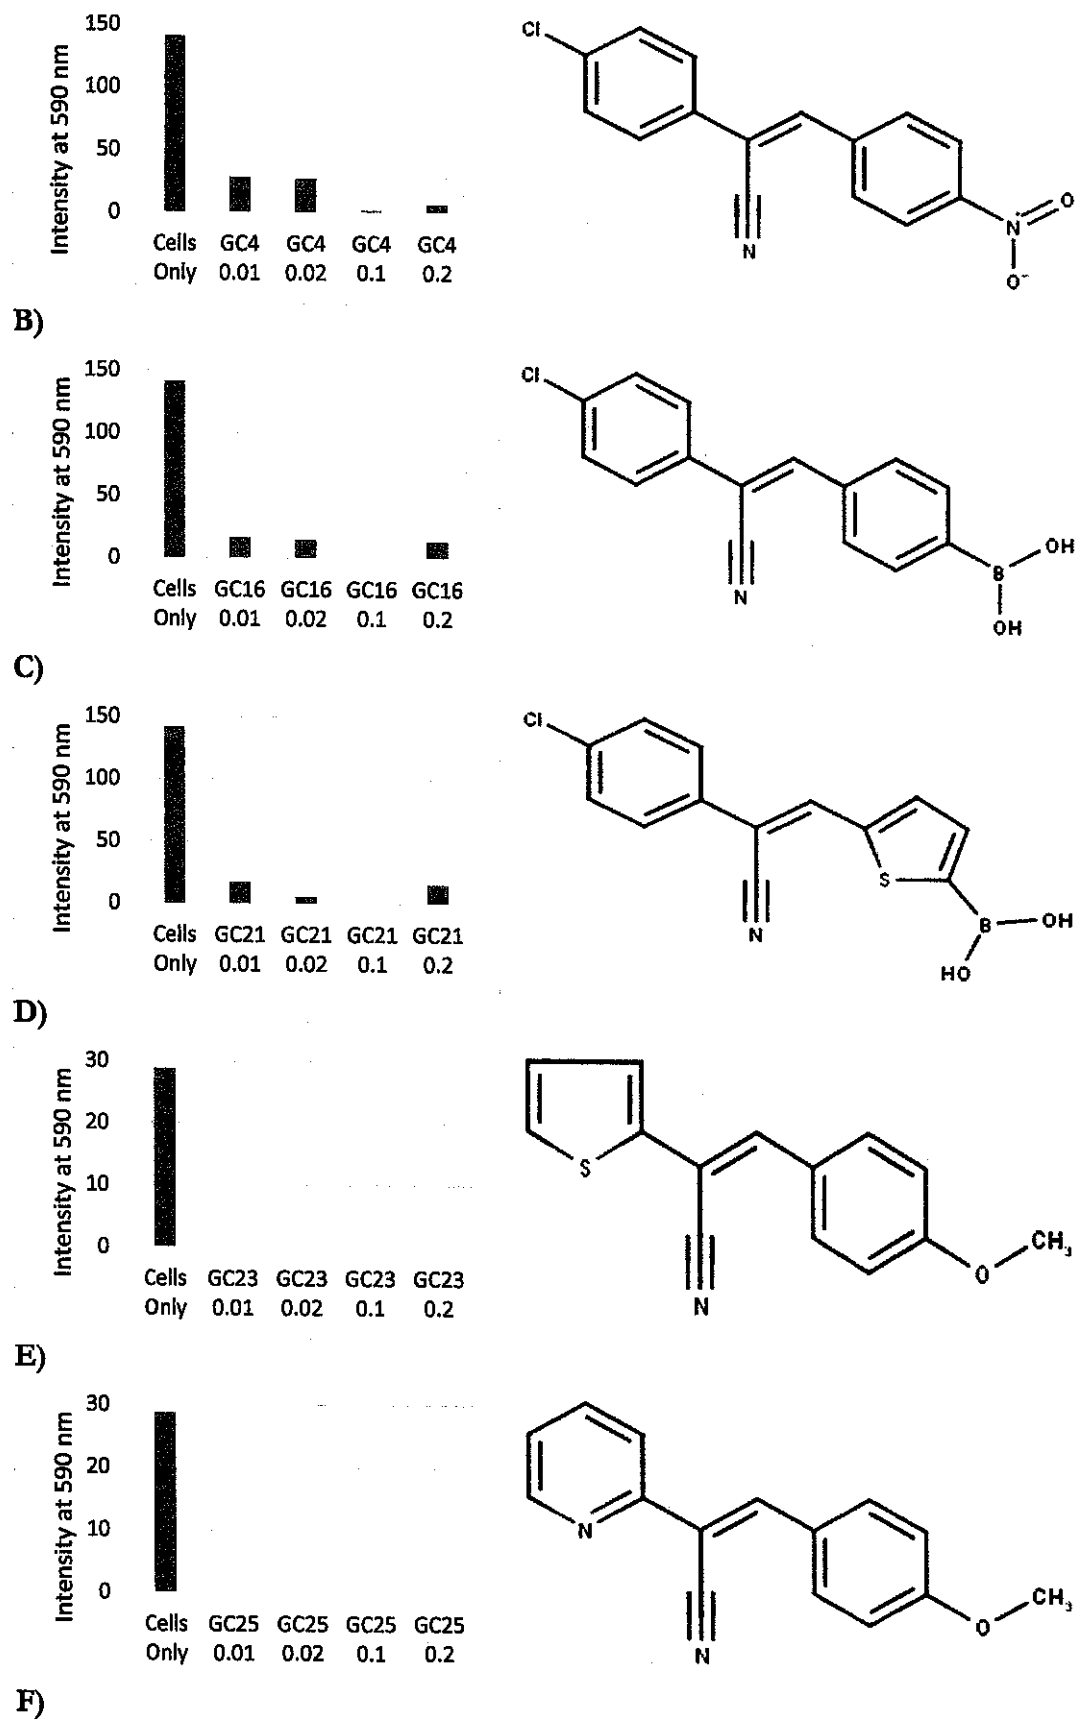 Intensity at 590 nm
150
100
50
0
Cells GC4 GC4 GC4 GC4
Only 0.01 0.02 0.1 0.2
Cl
N
N
O
O-
B)
Intensity at 590 nm
150
100
50
0
Cells GC16 GC16 GC16 GC16
Only 0.01 0.02 0.1 0.2
Cl
N
B
OH
OH
C)
Intensity at 590 nm
150
100
50
0
Cells GC21 GC21 GC21 GC21
Only 0.01 0.02 0.1 0.2
Cl
N
S
B
OH
HO
D)
Intensity at 590 nm
30
20
10
0
Cells GC23 GC23 GC23 GC23
Only 0.01 0.02 0.1 0.2
S
N
O
CH3
E)
Intensity at 590 nm
30
20
10
0
Cells GC25 GC25 GC25 GC25
Only 0.01 0.02 0.1 0.2
N
N
O
CH3
F)